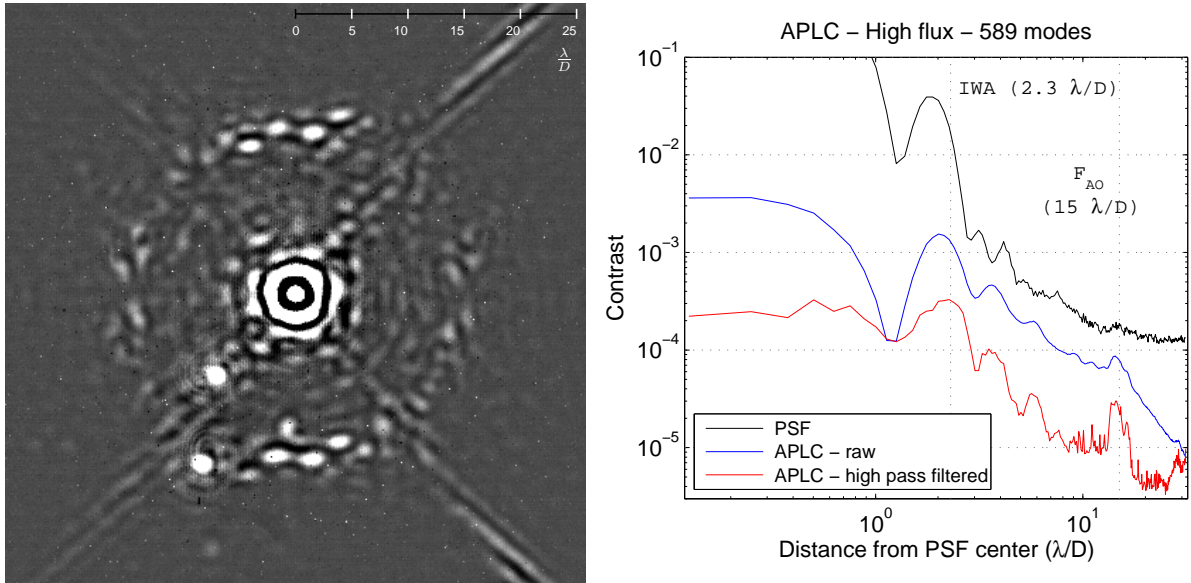 0 5 10 15 20 25
λ
D
APLC – High flux – 589 modes
10⁻¹
10⁻²
10⁻³
10⁻⁴
10⁻⁵
Contrast
IWA (2.3 λ/D)
F_AO
(15 λ/D)
PSF
APLC – raw
APLC – high pass filtered
10⁰ 10¹
Distance from PSF center (λ/D)